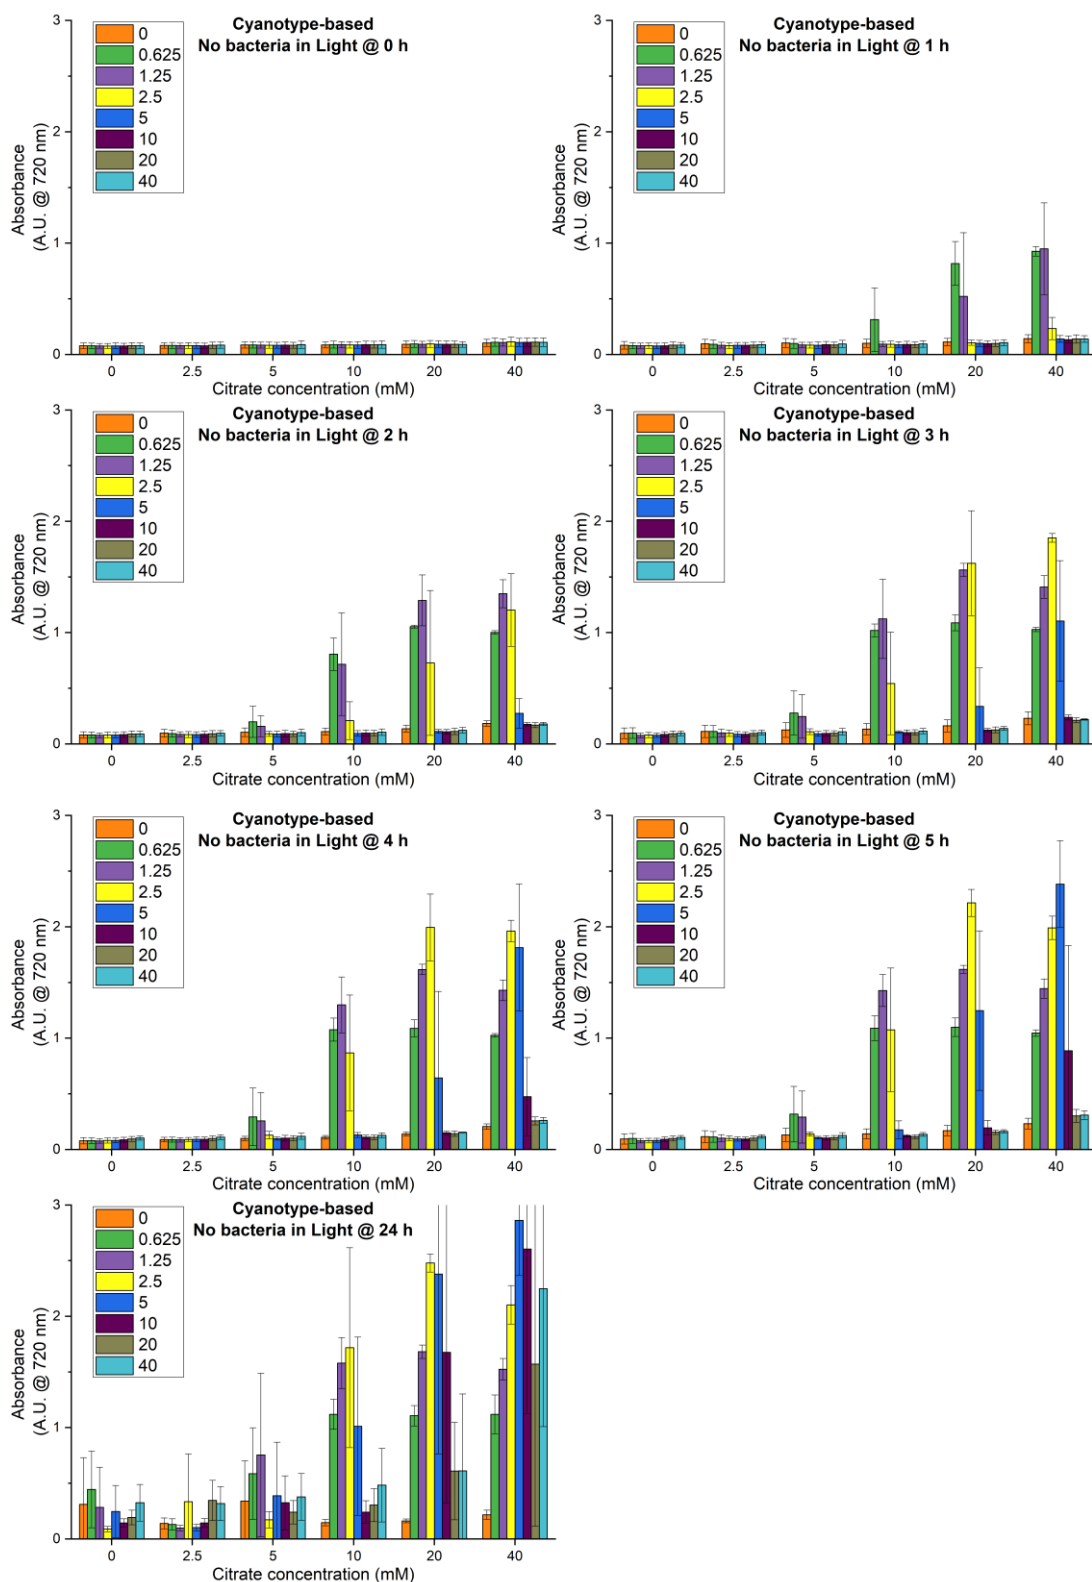 Cyanotype-based
No bacteria in Light @ 0 h
0
0.625
1.25
2.5
5
10
20
40
3
2
1
0
Absorbance
(A.U. @ 720 nm)
0 2.5 5 10 20 40
Citrate concentration (mM)
Cyanotype-based
No bacteria in Light @ 1 h
0
0.625
1.25
2.5
5
10
20
40
3
2
1
0
Absorbance
(A.U. @ 720 nm)
0 2.5 5 10 20 40
Citrate concentration (mM)
Cyanotype-based
No bacteria in Light @ 2 h
0
0.625
1.25
2.5
5
10
20
40
3
2
1
0
Absorbance
(A.U. @ 720 nm)
0 2.5 5 10 20 40
Citrate concentration (mM)
Cyanotype-based
No bacteria in Light @ 3 h
0
0.625
1.25
2.5
5
10
20
40
3
2
1
0
Absorbance
(A.U. @ 720 nm)
0 2.5 5 10 20 40
Citrate concentration (mM)
Cyanotype-based
No bacteria in Light @ 4 h
0
0.625
1.25
2.5
5
10
20
40
3
2
1
0
Absorbance
(A.U. @ 720 nm)
0 2.5 5 10 20 40
Citrate concentration (mM)
Cyanotype-based
No bacteria in Light @ 5 h
0
0.625
1.25
2.5
5
10
20
40
3
2
1
0
Absorbance
(A.U. @ 720 nm)
0 2.5 5 10 20 40
Citrate concentration (mM)
Cyanotype-based
No bacteria in Light @ 24 h
0
0.625
1.25
2.5
5
10
20
40
3
2
1
0
Absorbance
(A.U. @ 720 nm)
0 2.5 5 10 20 40
Citrate concentration (mM)